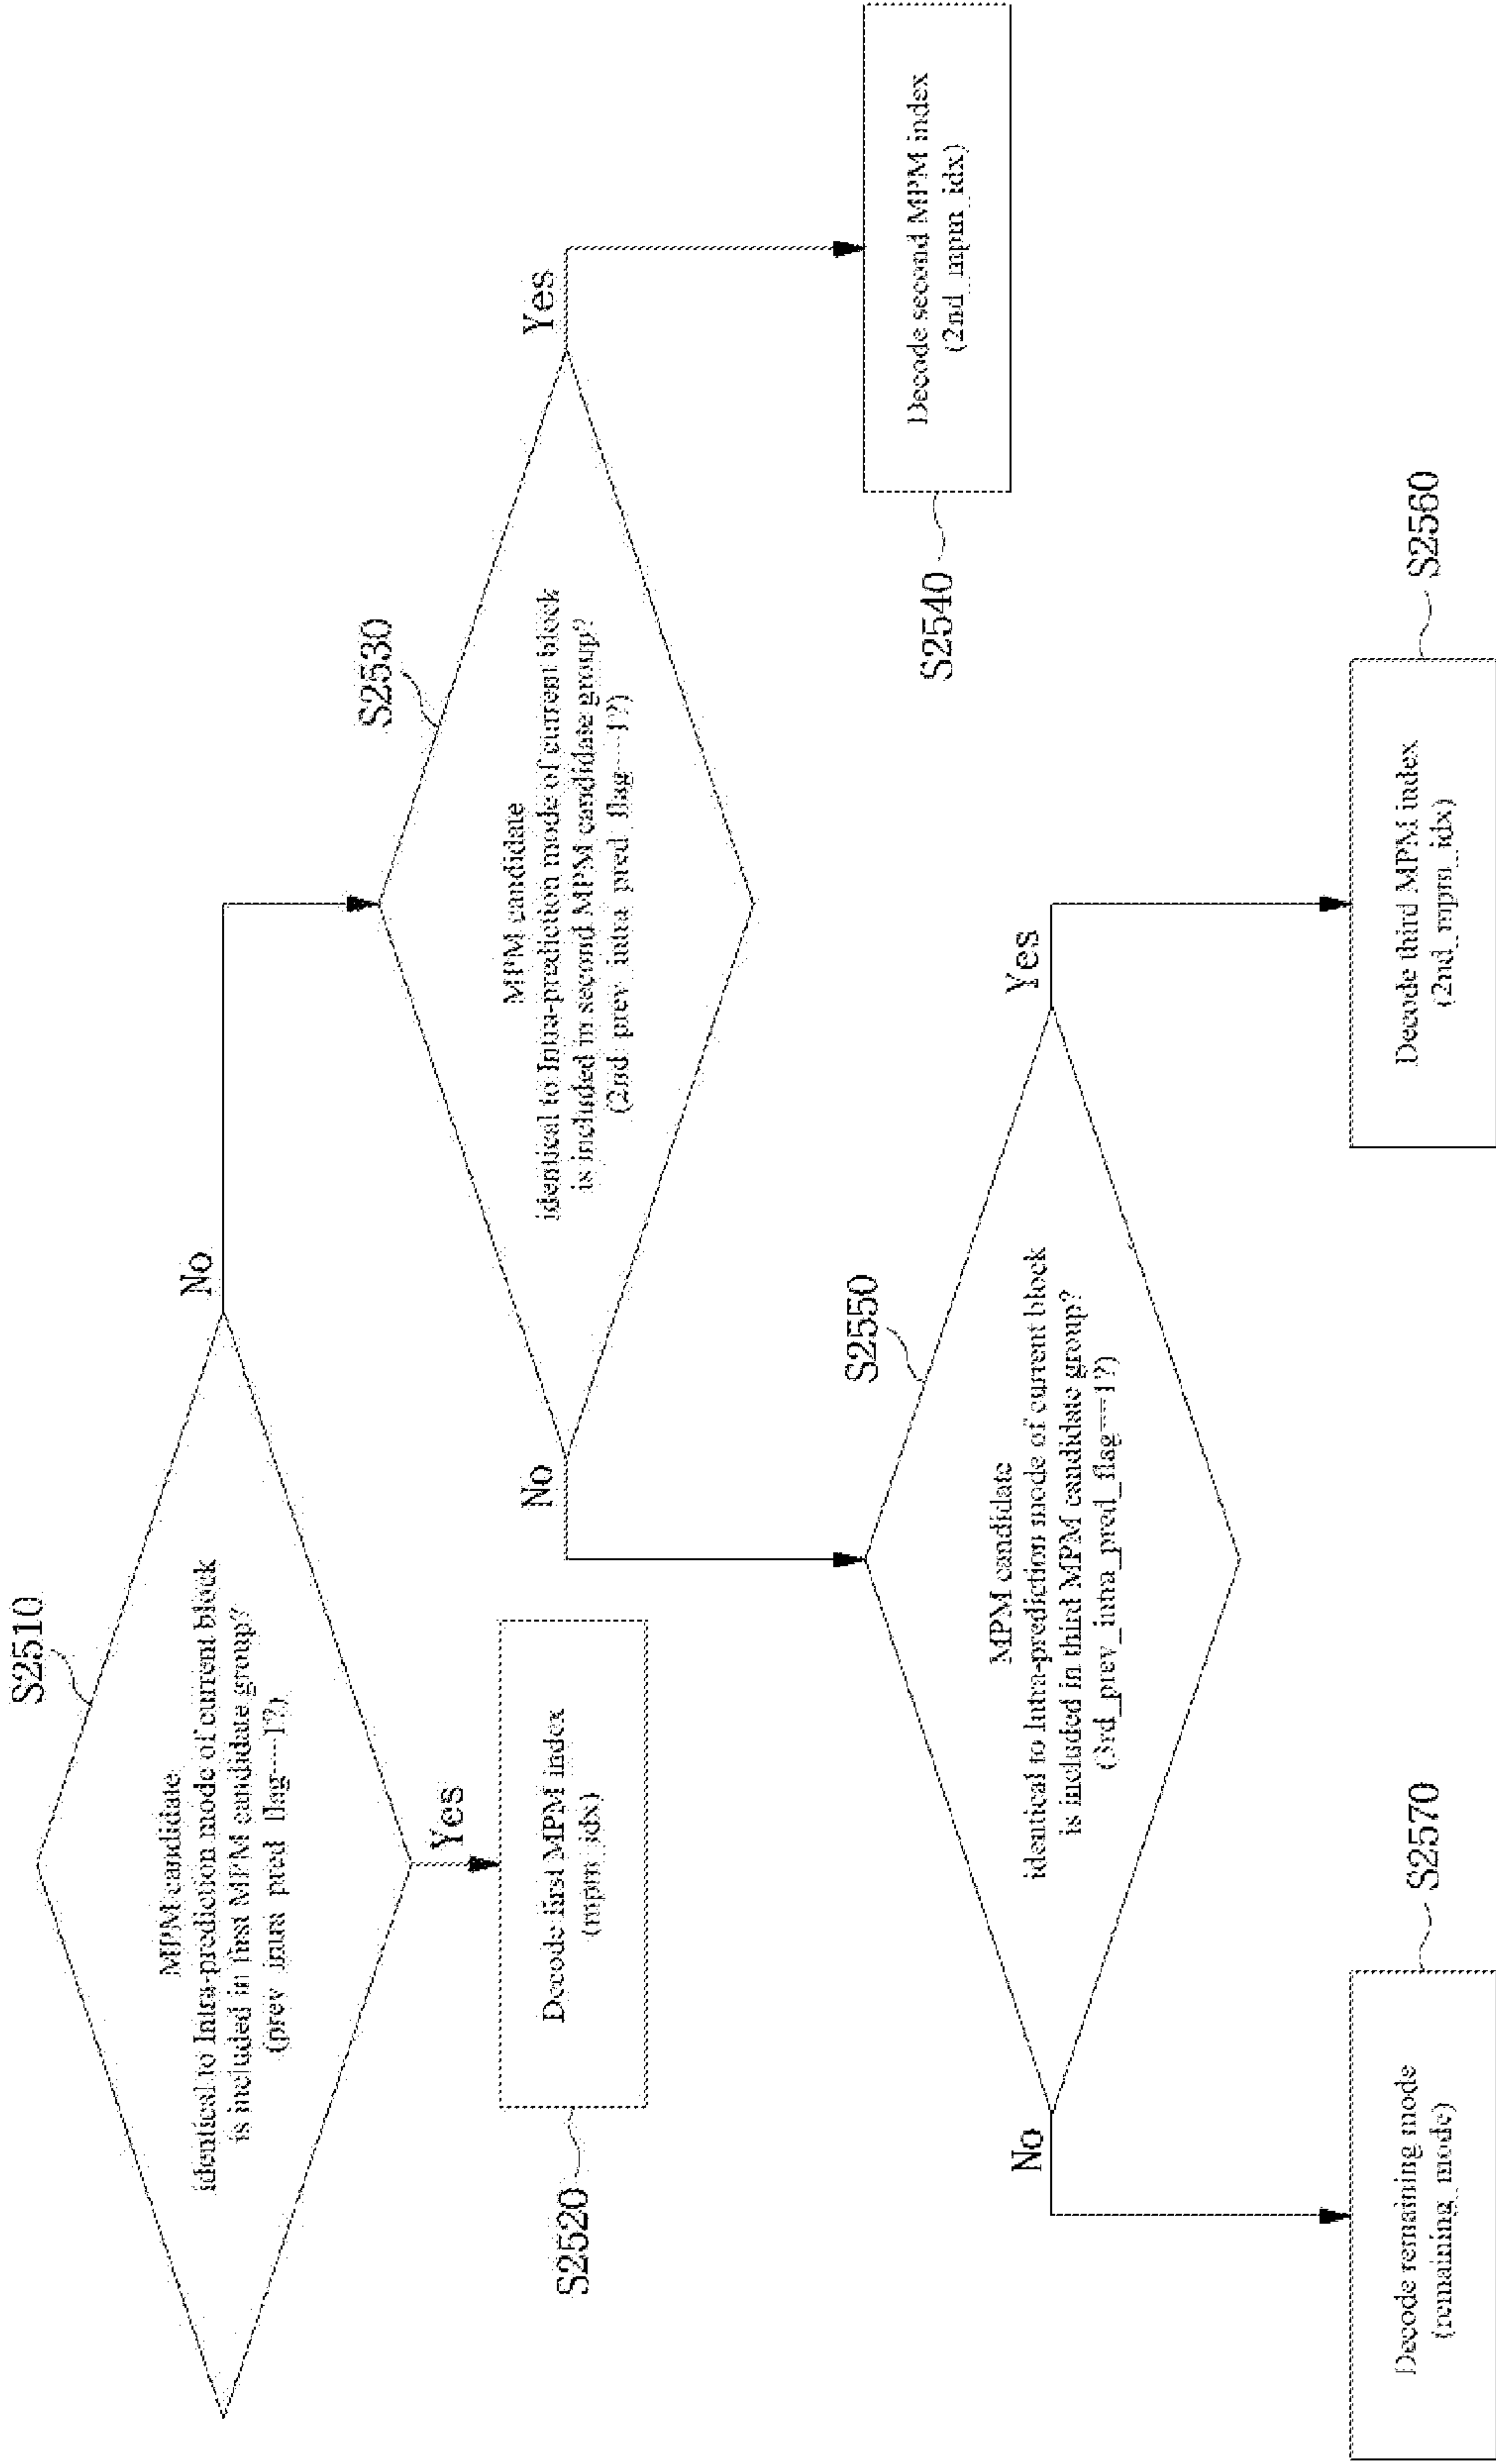 S2510
MPM candidate
identical to Intra-prediction mode of current block
is included in first MPM candidate group?
(prev_intra_pred_flag==1?)
No
Yes
S2520
Decode first MPM index
(mpm_idx)
S2530
MPM candidate
identical to Intra-prediction mode of current block
is included in second MPM candidate group?
(2nd_prev_intra_pred_flag==1?)
No
Yes
S2540
Decode second MPM index
(2nd_mpm_idx)
S2550
MPM candidate
identical to Intra-prediction mode of current block
is included in third MPM candidate group?
(3rd_prev_intra_pred_flag==1?)
No
Yes
S2570
Decode remaining mode
(remaining_mode)
S2560
Decode third MPM index
(2nd_mpm_idx)